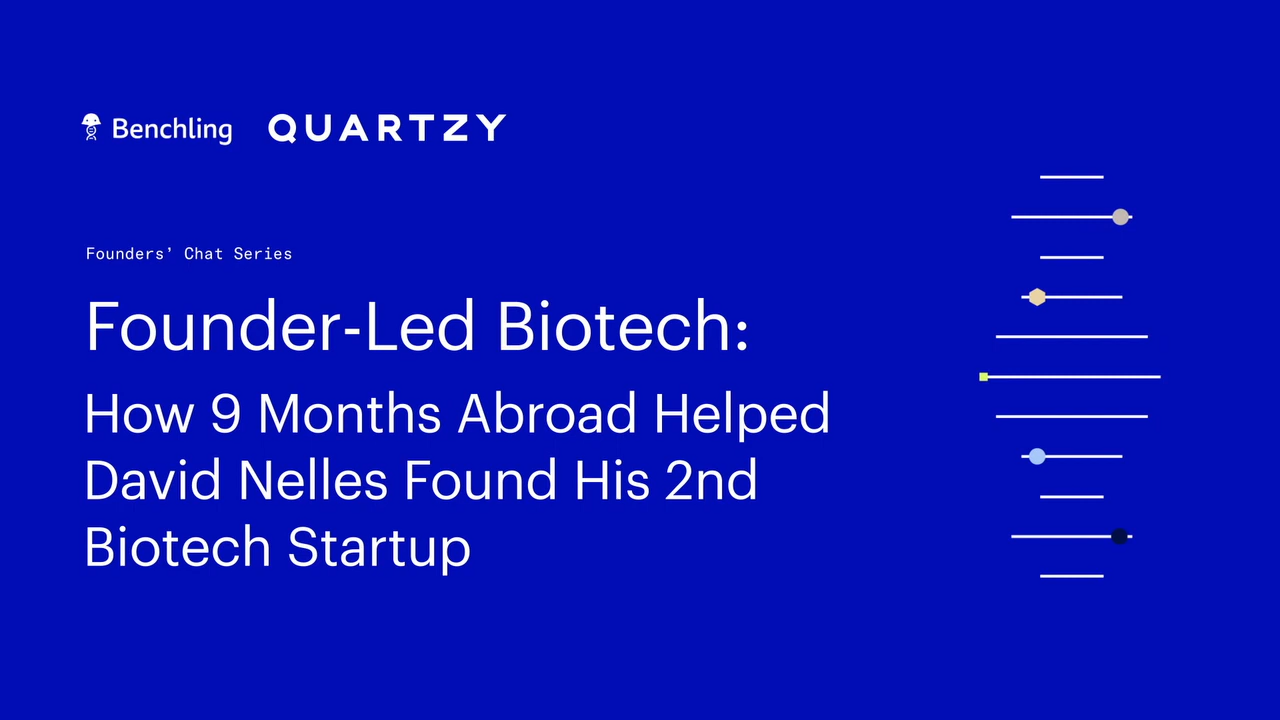 Benchling QUARTZY
Founders’ Chat Series
Founder-Led Biotech:
How 9 Months Abroad Helped
David Nelles Found His 2nd
Biotech Startup